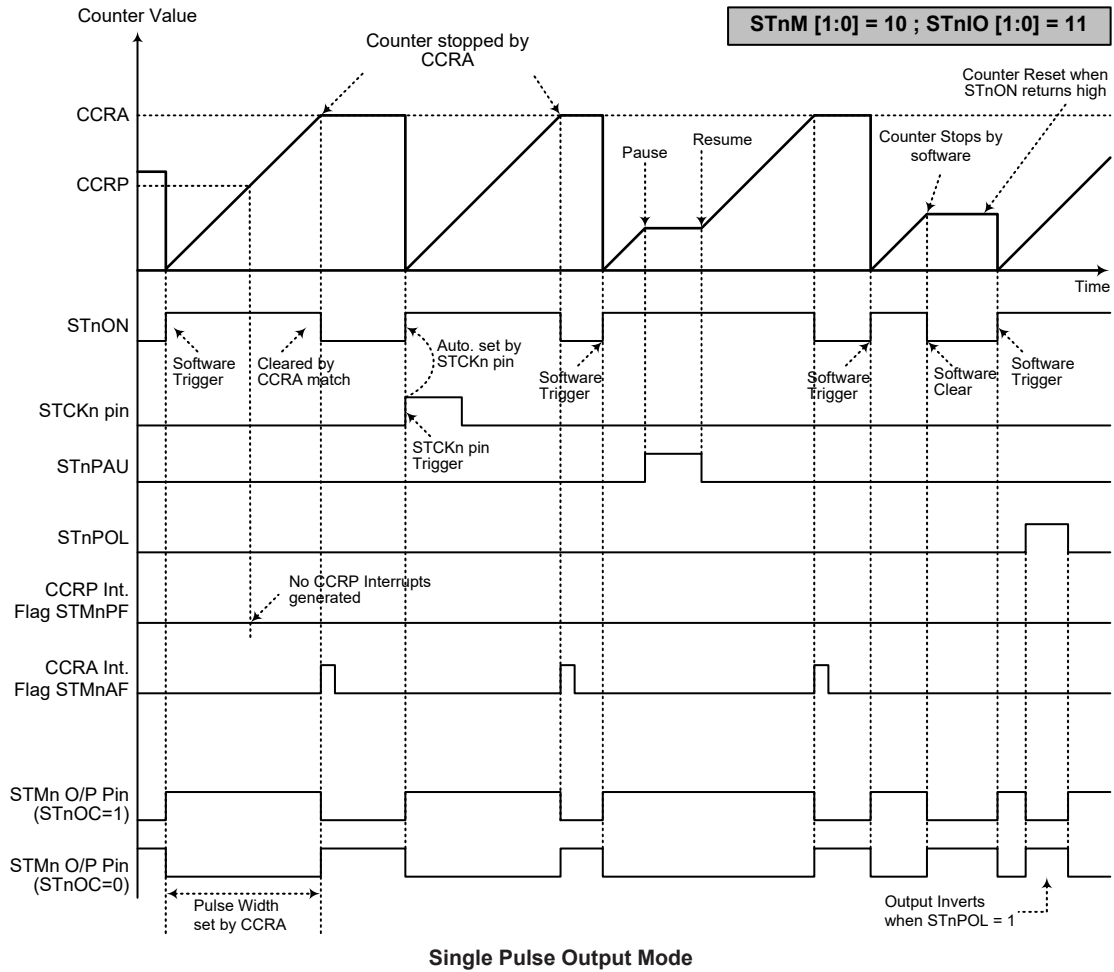 Counter Value
STnM [1:0] = 10 ; STnIO [1:0] = 11
Counter stopped by
CCRA
Counter Reset when
STnON returns high
CCRA
Pause
Resume
Counter Stops by
software
CCRP
Time
STnON
Software
Trigger
Cleared by
CCRA match
Auto. set by
STCKn pin
Software
Trigger
Software
Trigger
Software
Clear
Software
Trigger
STCKn pin
STCKn pin
Trigger
STnPAU
STnPOL
CCRP Int.
Flag STMnPF
No CCRP Interrupts
generated
CCRA Int.
Flag STMnAF
STMn O/P Pin
(STnOC=1)
STMn O/P Pin
(STnOC=0)
Pulse Width
set by CCRA
Output Inverts
when STnPOL = 1
Single Pulse Output Mode